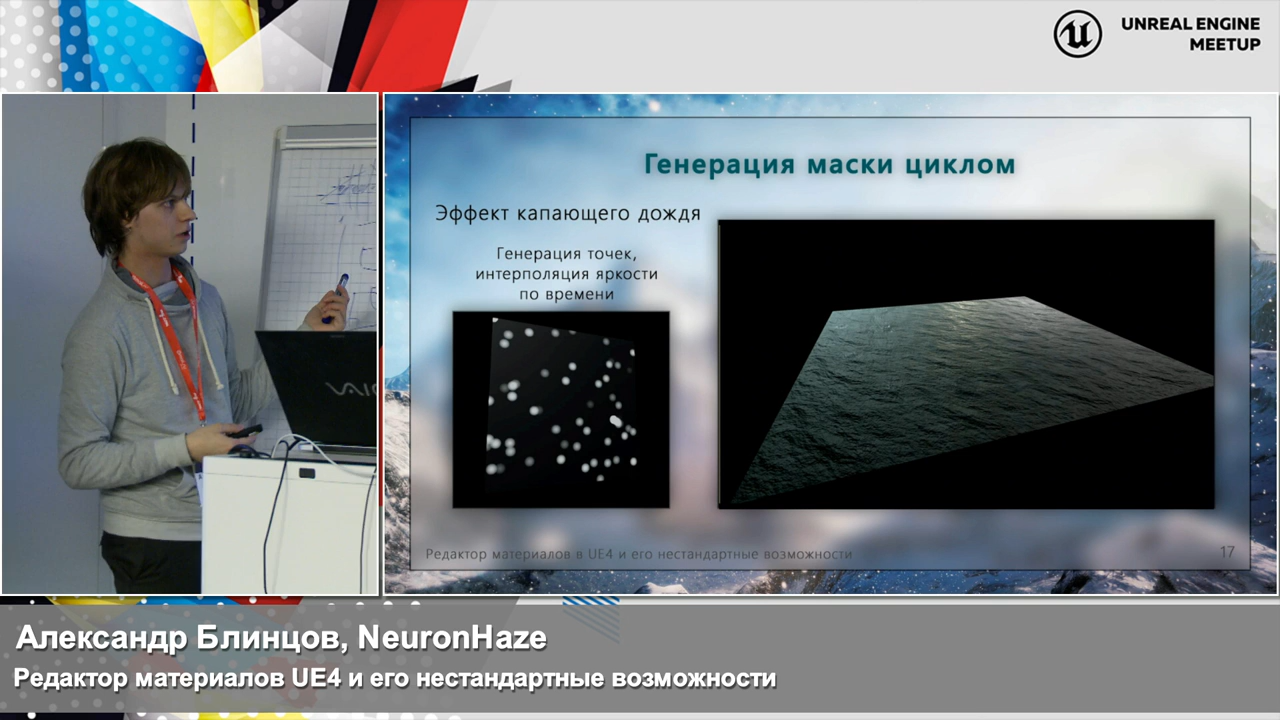 UNREAL ENGINE
MEETUP
Генерация маски циклом
Эффект капающего дождя
Генерация точек,
интерполяция яркости
по времени
VAIO
Редактор материалов в UE4 и его нестандартные возможности
17
Александр Блинцов, NeuronHaze
Редактор материалов UE4 и его нестандартные возможности